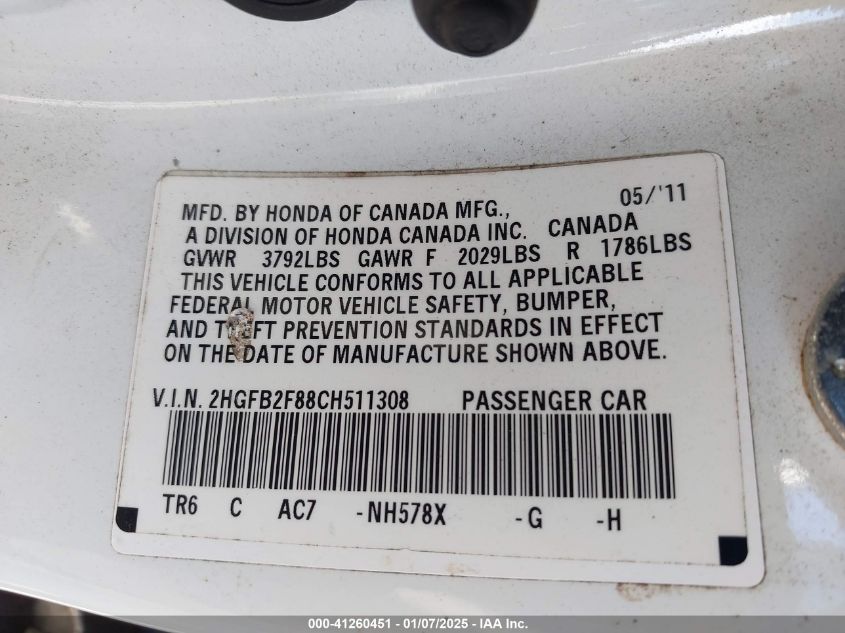 05/'11
MFD. BY HONDA OF CANADA MFG.,
A DIVISION OF HONDA CANADA INC. CANADA
GVWR 3792LBS GAWR F 2029LBS R 1786LBS
THIS VEHICLE CONFORMS TO ALL APPLICABLE
FEDERAL MOTOR VEHICLE SAFETY, BUMPER,
AND THEFT PREVENTION STANDARDS IN EFFECT
ON THE DATE OF MANUFACTURE SHOWN ABOVE.
V.I.N. 2HGFB2F88CH511308 PASSENGER CAR
TR6 C AC7 -NH578X -G -H
000-41260451 - 01/07/2025 - IAA Inc.